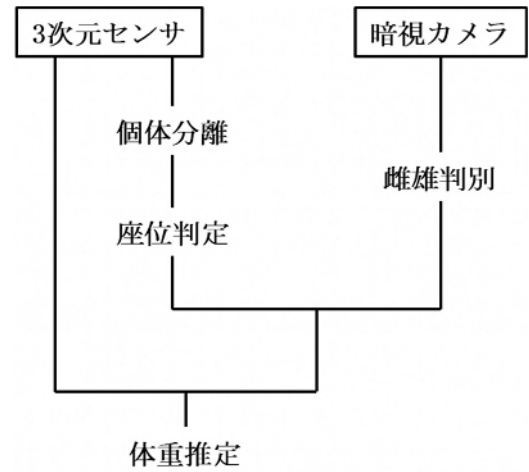 3次元センサ
暗視カメラ
個体分離
雌雄判別
座位判定
体重推定